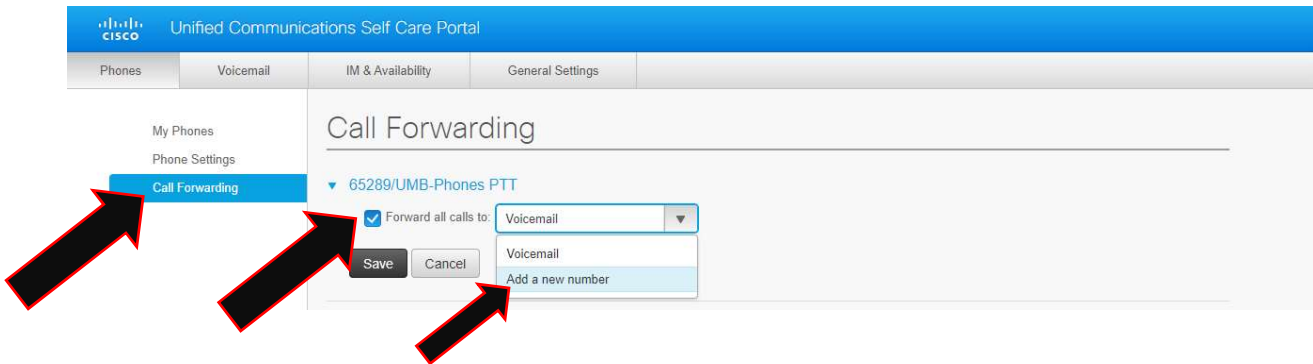 cisco Unified Communications Self Care Portal
Phones Voicemail IM & Availability General Settings
My Phones
Phone Settings
Call Forwarding
Call Forwarding
65289/UMB-Phones PTT
Forward all calls to: Voicemail
Voicemail
Add a new number
Save Cancel